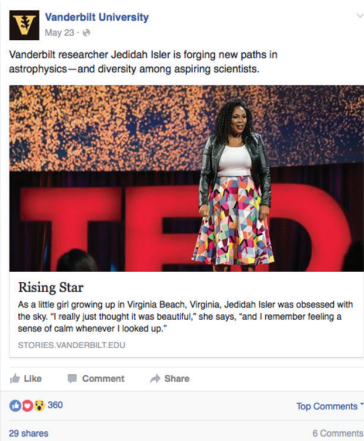 Vanderbilt University
May 23 ·
Vanderbilt researcher Jedidah Isler is forging new paths in
astrophysics—and diversity among aspiring scientists.
TED
Rising Star
As a little girl growing up in Virginia Beach, Virginia, Jedidah Isler was obsessed with
the sky. "I really just thought it was beautiful," she says, "and I remember feeling a
sense of calm whenever I looked up."
STORIES.VANDERBILT.EDU
Like Comment Share
360 Top Comments
29 shares 6 Comments